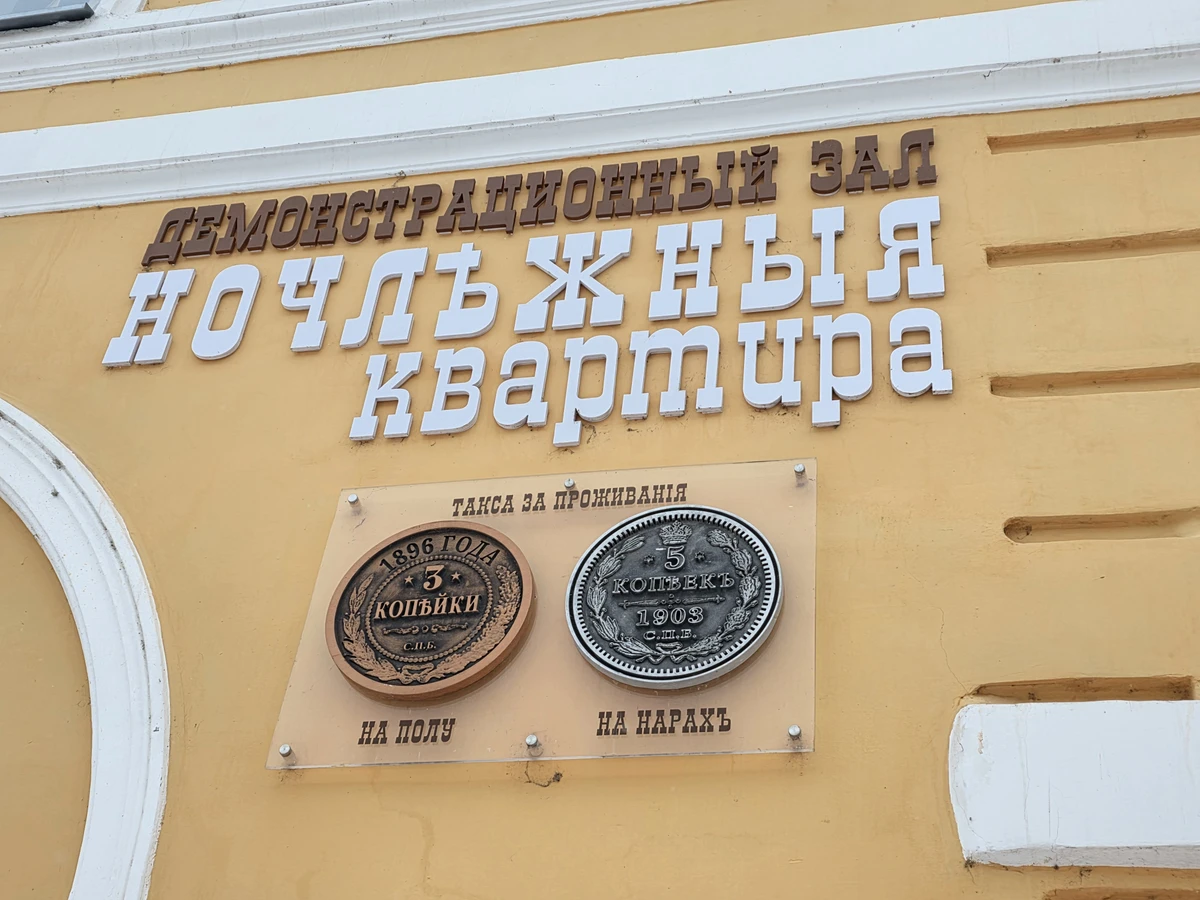 ДЕМОНСТРАЦИОННЫЙ ЗАЛ
НОЧЛѢЖНЫЯ
квартира
ТАКСА ЗА ПРОЖИВАНІЯ
1896 ГОДА
3
КОПѢЙКИ
С.П.Б.
5
КОПѢЕКЪ
1903
С.П.Б.
НА ПОЛУ
НА НАРАХЪ